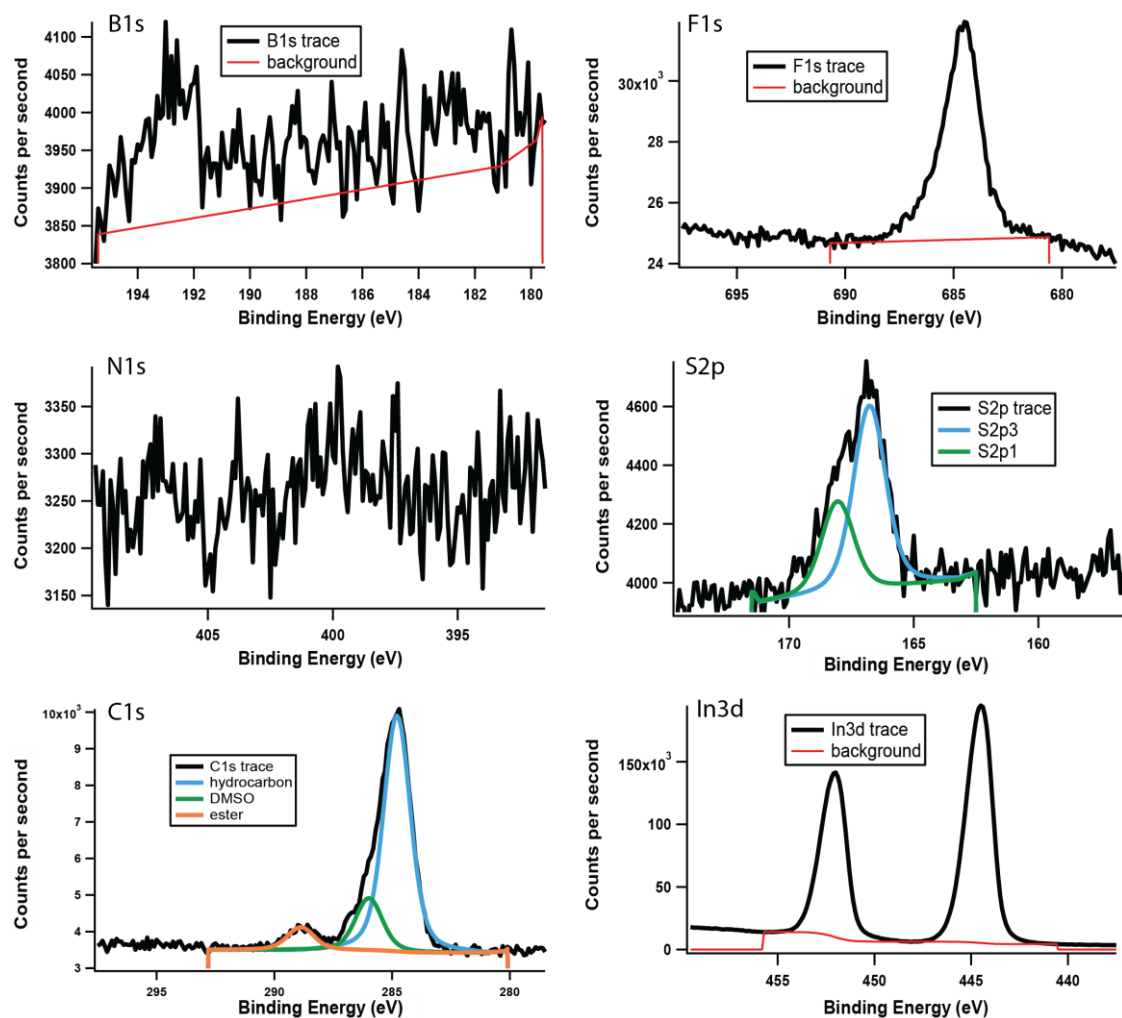 B1s
Counts per second
4100
4050
4000
3950
3900
3850
3800
B1s trace
background
194 192 190 188 186 184 182 180
Binding Energy (eV)
F1s
Counts per second
30x10³
28
26
24
F1s trace
background
695 690 685 680
Binding Energy (eV)
N1s
Counts per second
3350
3300
3250
3200
3150
405 400 395
Binding Energy (eV)
S2p
Counts per second
4600
4400
4200
4000
S2p trace
S2p3
S2p1
170 165 160
Binding Energy (eV)
C1s
Counts per second
10x10³
9
8
7
6
5
4
3
C1s trace
hydrocarbon
DMSO
ester
295 290 285 280
Binding Energy (eV)
In3d
Counts per second
150x10³
100
50
0
In3d trace
background
455 450 445 440
Binding Energy (eV)